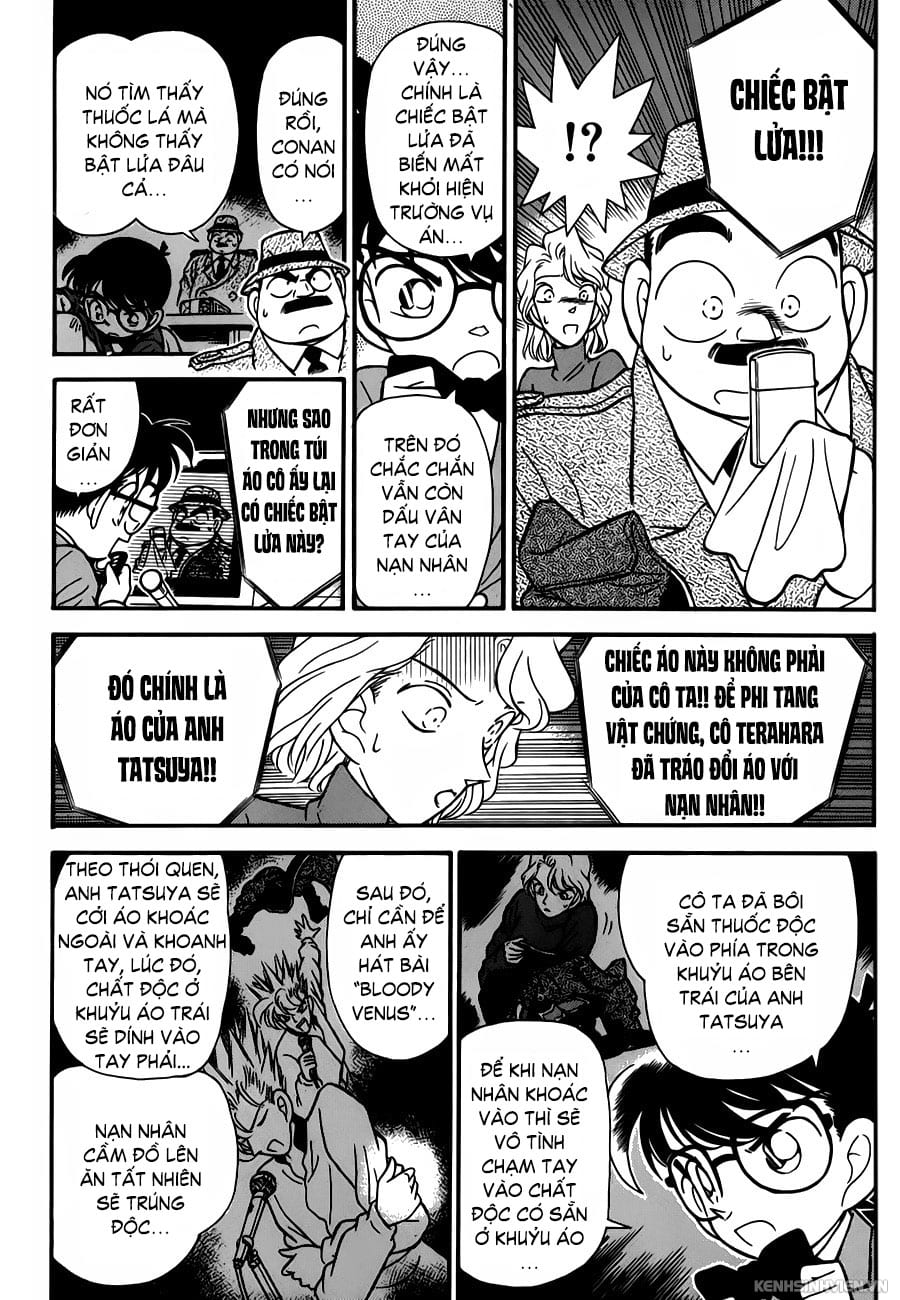 CHIẾC BẬT
LỬA!!!
!?
ĐÚNG
VẬY...
CHÍNH LÀ
CHIẾC BẬT
LỬA ĐÃ
BIẾN MẤT
KHỎI HIỆN
TRƯỜNG VỤ
ÁN...
TRÊN ĐÓ
CHẮC CHẮN
VẪN CÒN
DẤU VÂN
TAY CỦA
NẠN NHÂN
...
ĐÚNG
RỒI,
CONAN
CÓ NÓI
...
NÓ TÌM THẤY
THUỐC LÁ MÀ
KHÔNG THẤY
BẬT LỬA ĐÂU
CẢ...
NHƯNG SAO
TRONG TÚI
ÁO CÔ ẤY LẠI
CÓ CHIẾC BẬT
LỬA NÀY?
RẤT
ĐƠN
GIẢN
...
CHIẾC ÁO NÀY KHÔNG PHẢI
CỦA CÔ TA!! ĐỂ PHI TANG
VẬT CHỨNG, CÔ TERAHARA
ĐÃ TRÁO ĐỔI ÁO VỚI
NẠN NHÂN!!
ĐÓ CHÍNH LÀ
ÁO CỦA ANH
TATSUYA!!
CÔ TA ĐÃ BÔI
SẴN THUỐC ĐỘC
VÀO PHÍA TRONG
KHUỶU ÁO BÊN
TRÁI CỦA ANH
TATSUYA
...
ĐỂ KHI NẠN
NHÂN KHOÁC
VÀO THÌ SẼ
VÔ TÌNH
CHẠM TAY
VÀO CHẤT
ĐỘC CÓ SẴN
Ở KHUỶU ÁO
...
SAU ĐÓ,
CHỈ CẦN ĐỂ
ANH ẤY
HÁT BÀI
"BLOODY
VENUS"...
THEO THÓI QUEN,
ANH TATSUYA SẼ
CỞI ÁO KHOÁC
NGOÀI VÀ KHOANH
TAY, LÚC ĐÓ,
CHẤT ĐỘC Ở
KHUỶU ÁO TRÁI
SẼ DÍNH VÀO
TAY PHẢI...
NẠN NHÂN
CẦM ĐỒ LÊN
ĂN TẤT NHIÊN
SẼ TRÚNG
ĐỘC...
KENHSINHVIEN.VN